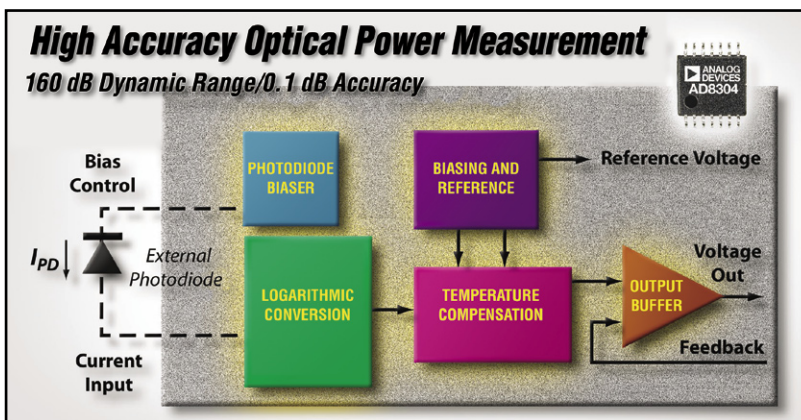 High Accuracy Optical Power Measurement
160 dB Dynamic Range/0.1 dB Accuracy
ANALOG
DEVICES
AD8304
Bias
Control
PHOTODIODE
BIASER
BIASING AND
REFERENCE
Reference Voltage
IPD
External
Photodiode
LOGARITHMIC
CONVERSION
TEMPERATURE
COMPENSATION
OUTPUT
BUFFER
Voltage
Out
Feedback
Current
Input